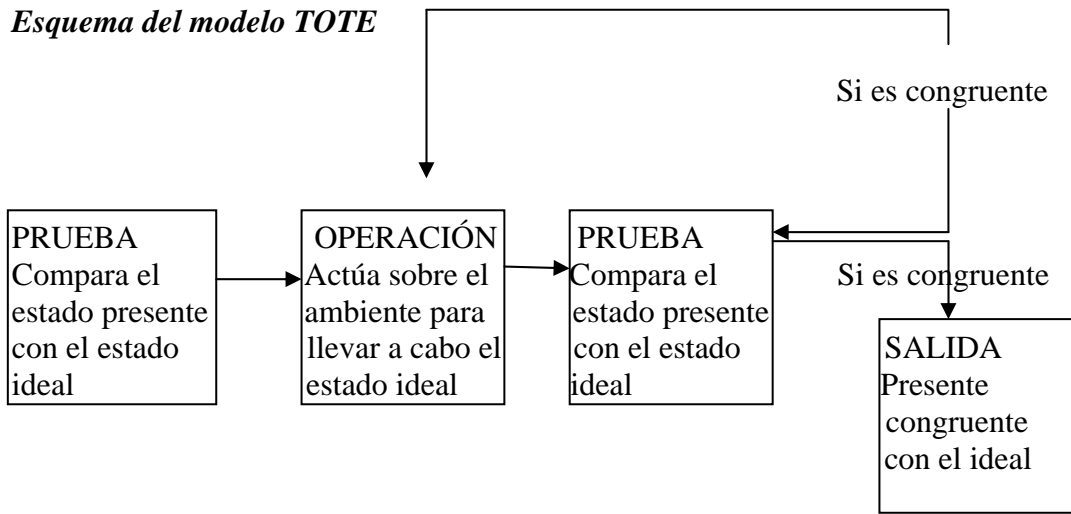 Esquema del modelo TOTE
Si es congruente
PRUEBA
Compara el
estado presente
con el estado
ideal
OPERACIÓN
Actúa sobre el
ambiente para
llevar a cabo el
estado ideal
PRUEBA
Compara el
estado presente
con el estado
ideal
Si es congruente
SALIDA
Presente
congruente
con el ideal